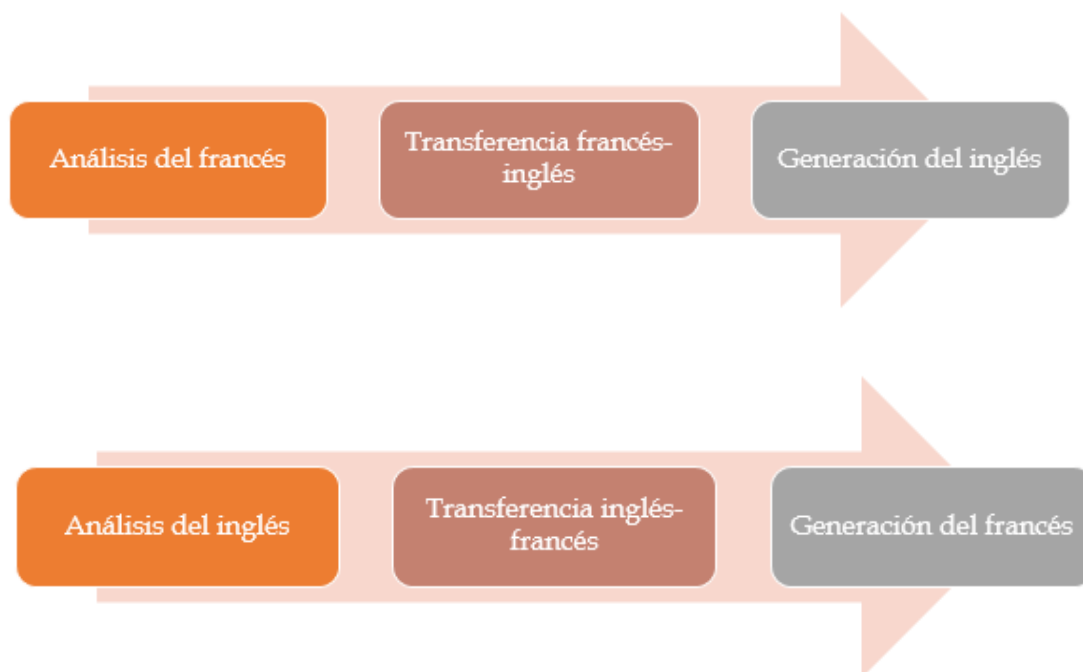 Análisis del francés
Transferencia francés-
inglés
Generación del inglés
Análisis del inglés
Transferencia inglés-
francés
Generación del francés